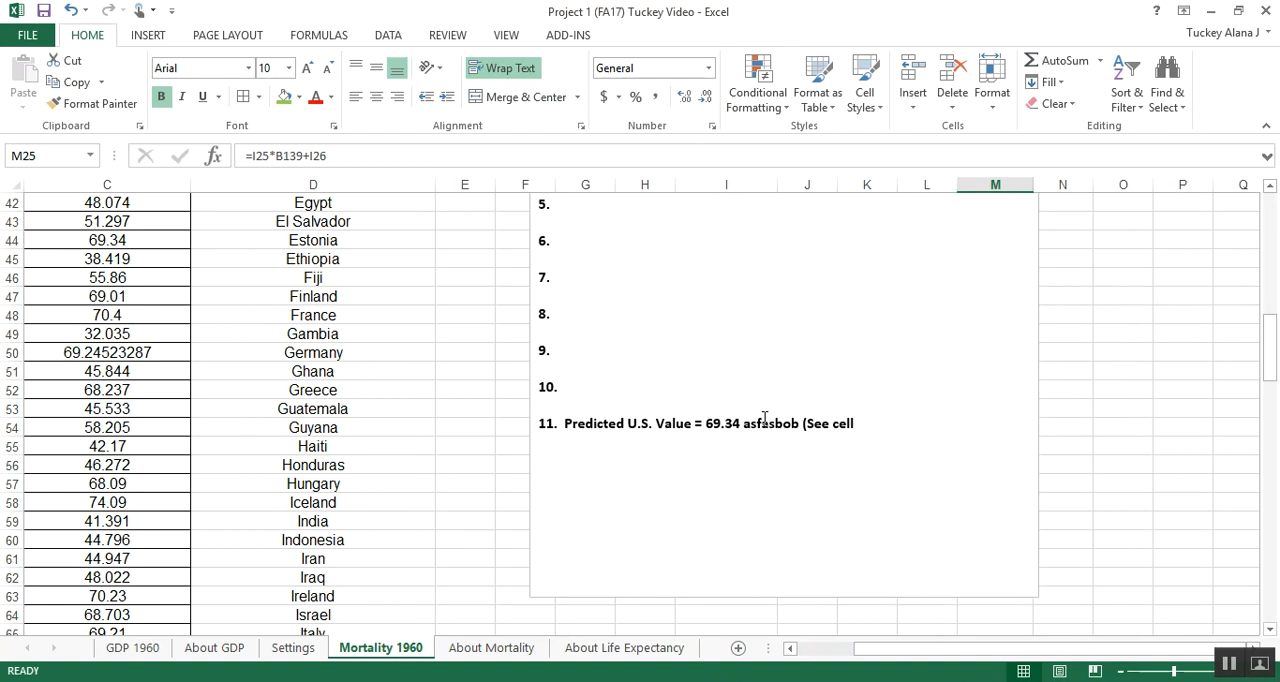 Project 1 (FA17) Tuckey Video - Excel
FILE HOME INSERT PAGE LAYOUT FORMULAS DATA REVIEW VIEW ADD-INS Tuckey Alana J
Paste
Cut
Copy
Format Painter
Clipboard
Arial 10
B I U
Font
Wrap Text
Merge & Center
Alignment
General
$ % ,
Number
Conditional Formatting
Format as Table
Cell Styles
Styles
Insert Delete Format
Cells
AutoSum
Fill
Clear
Sort & Filter
Find & Select
Editing
M25 fx =I25*B139+I26
C D E F G H I J K L M N O P Q
42 48.074 Egypt
43 51.297 El Salvador
44 69.34 Estonia
45 38.419 Ethiopia
46 55.86 Fiji
47 69.01 Finland
48 70.4 France
49 32.035 Gambia
50 69.24523287 Germany
51 45.844 Ghana
52 68.237 Greece
53 45.533 Guatemala
54 58.205 Guyana
55 42.17 Haiti
56 46.272 Honduras
57 68.09 Hungary
58 74.09 Iceland
59 41.391 India
60 44.796 Indonesia
61 44.947 Iran
62 48.022 Iraq
63 70.23 Ireland
64 68.703 Israel
65 69.21 Italy
5.
6.
7.
8.
9.
10.
11. Predicted U.S. Value = 69.34 asfasbob (See cell
GDP 1960 About GDP Settings Mortality 1960 About Mortality About Life Expectancy
READY